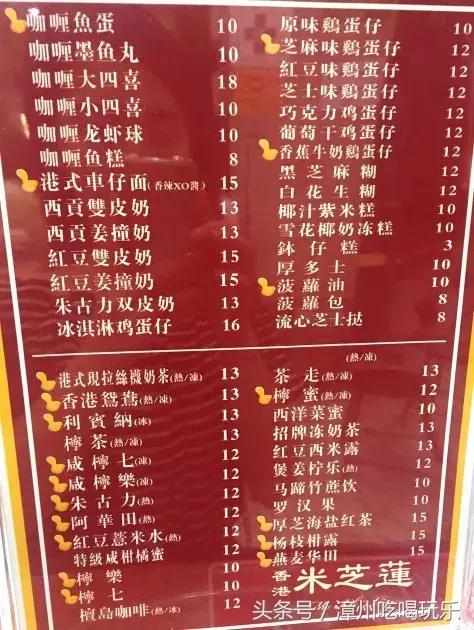 咖喱魚蛋 10
咖喱墨鱼丸 10
咖喱大四喜 18
咖喱小四喜 10
咖喱龙虾球 10
咖喱鱼糕 8
港式車仔面(香辣XO醬) 15
西貢雙皮奶 13
西貢姜撞奶 13
紅豆雙皮奶 15
紅豆姜撞奶 15
朱古力双皮奶 13
冰淇淋鸡蛋仔 16
原味鷄蛋仔 10
芝麻味鷄蛋仔 12
紅豆味鷄蛋仔 12
芝士味鷄蛋仔 12
巧克力鸡蛋仔 12
葡萄干鸡蛋仔 12
香蕉牛奶鷄蛋仔 12
黑芝麻糊 12
白花生糊 12
椰汁紫米糕 10
雪花椰奶冻糕 10
鉢仔糕 3
厚多士 10
菠蘿油 10
菠蘿包 8
流心芝士挞 8
港式現拉絲襪奶茶(熱/凍) 13
香港鴛鴦(熱/凍) 13
利賓納(冰) 13
檸茶(熱/凍) 13
咸檸七(凍) 12
咸檸樂(凍) 12
朱古力(熱) 12
阿華田(熱) 12
紅豆薏米水(熱) 12
特級咸柑橘蜜 12
檸樂 10
檸七 10
檀島咖啡(熱/冰) 12
(熱/凍)
茶走(熱/凍) 13
檸蜜(熱/凍) 12
西洋菜蜜 10
招牌冻奶茶 13
紅豆西米露 10
煲姜柠乐(熱) 12
马蹄竹蔗饮 10
罗汉果 10
厚芝海盐红茶 15
杨枝柑露 15
燕麦华田 15
香港 米芝蓮
头条号 / 漳州吃喝玩乐